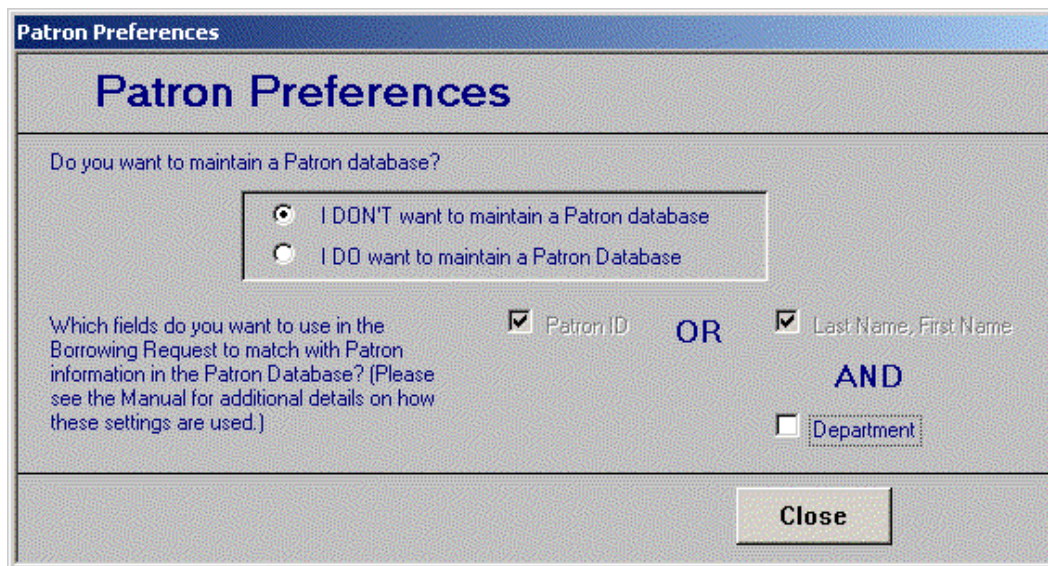 Patron Preferences
Patron Preferences
Do you want to maintain a Patron database?
I DON'T want to maintain a Patron database
I DO want to maintain a Patron Database
Which fields do you want to use in the
Borrowing Request to match with Patron
information in the Patron Database? (Please
see the Manual for additional details on how
these settings are used.)
Patron ID
OR
Last Name, First Name
AND
Department
Close